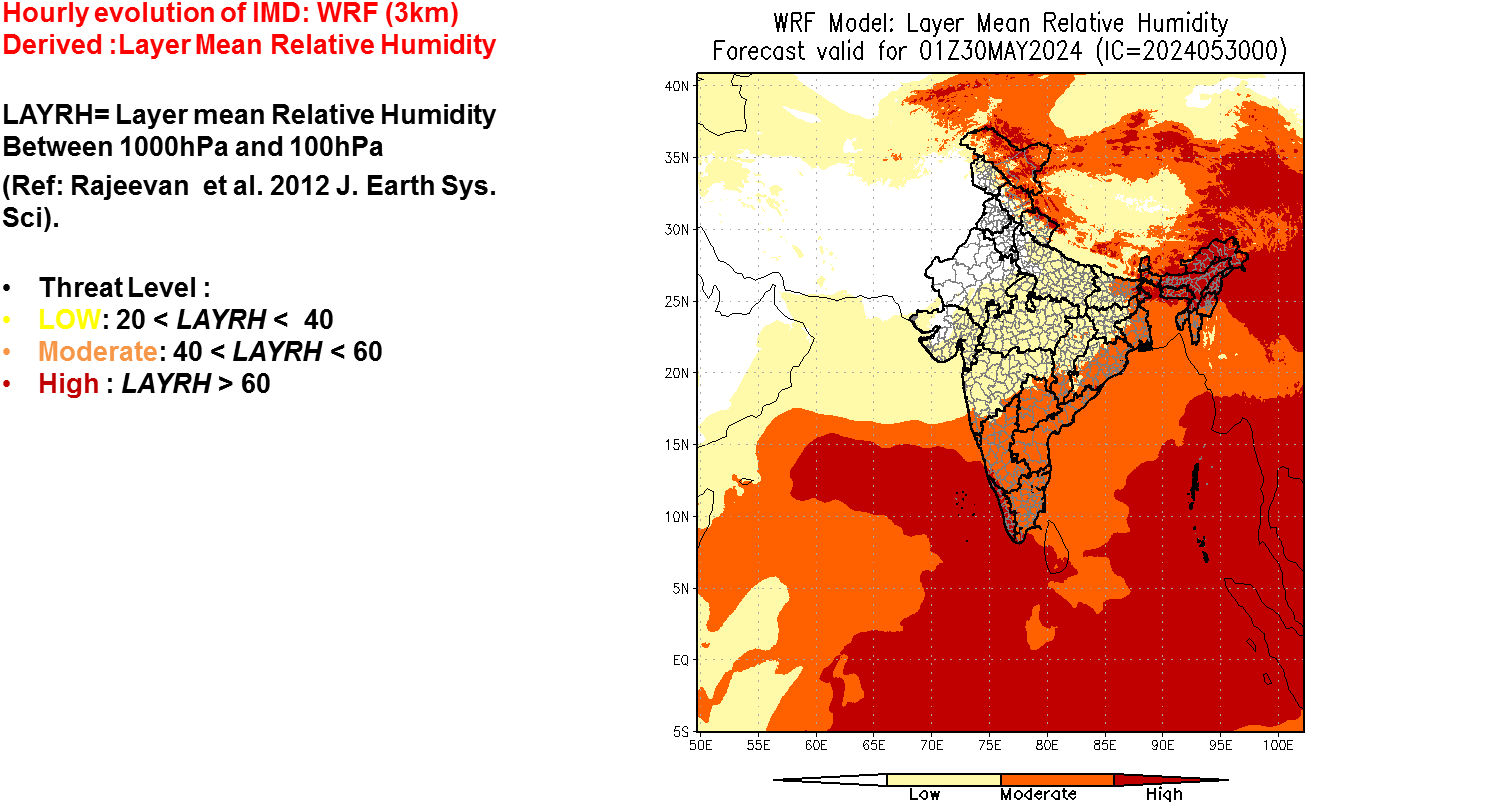 Hourly evolution of IMD: WRF (3km)
Derived :Layer Mean Relative Humidity
LAYRH= Layer mean Relative Humidity
Between 1000hPa and 100hPa
(Ref: Rajeevan et al. 2012 J. Earth Sys.
Sci).
• Threat Level :
• LOW: 20 < LAYRH < 40
• Moderate: 40 < LAYRH < 60
• High : LAYRH > 60
WRF Model: Layer Mean Relative Humidity
Forecast valid for 01Z30MAY2024 (IC=2024053000)
40N
35N
30N
25N
20N
15N
10N
5N
EQ
5S
50E 55E 60E 65E 70E 75E 80E 85E 90E 95E 100E
Low Moderate High